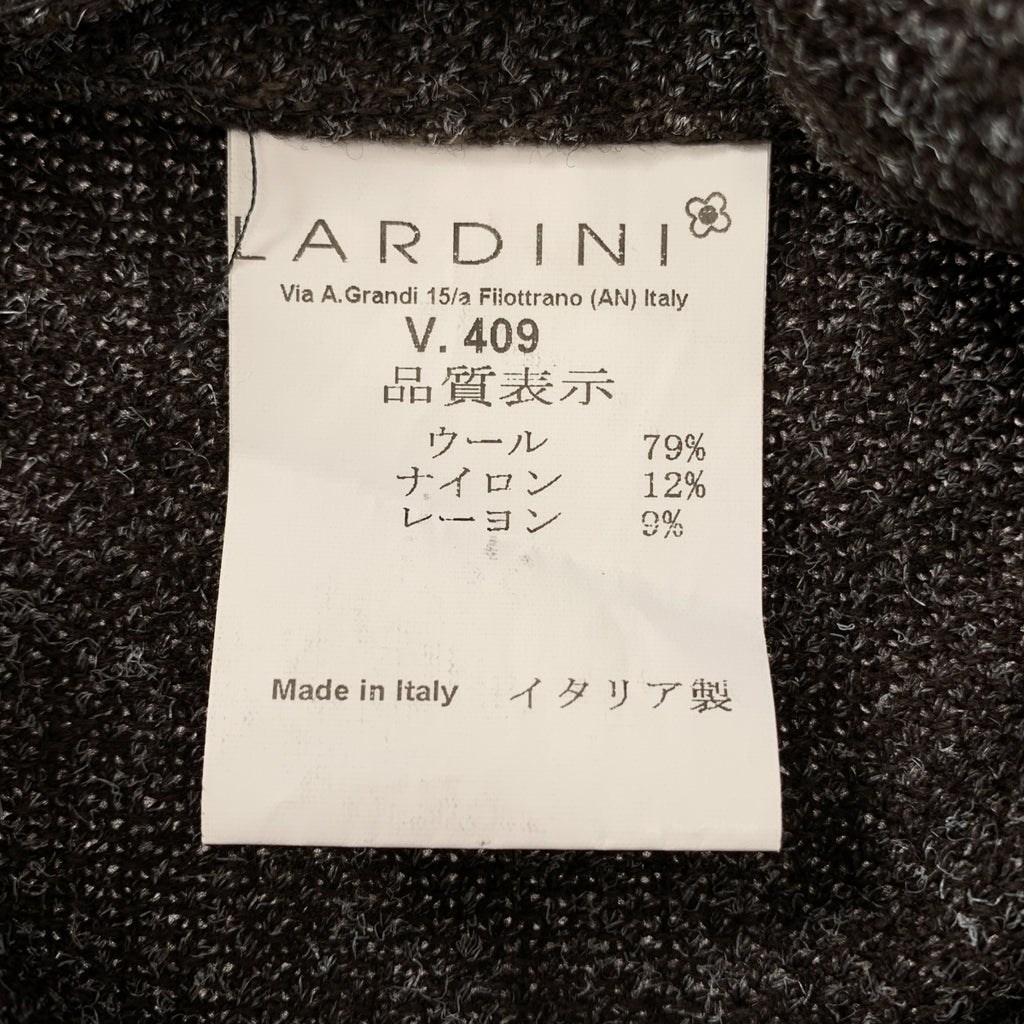 LARDINI
Via A.Grandi 15/a Filottrano (AN) Italy
V. 409
品質表示
ウール 79%
ナイロン 12%
レーヨン 9%
Made in Italy イタリア製